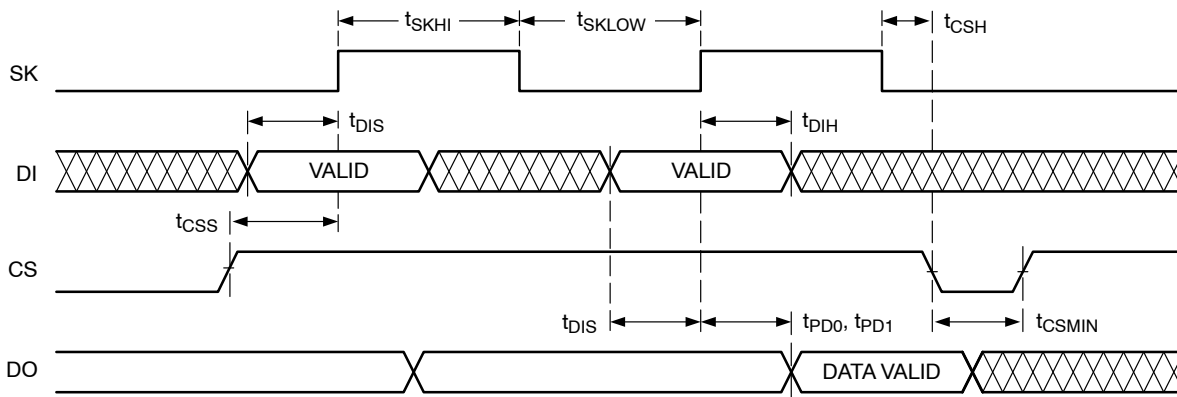 tSKHI
tSKLOW
tCSH
SK
tDIS
tDIH
DI
VALID
VALID
tCSS
CS
tDIS
tPD0, tPD1
tCSMIN
DO
DATA VALID